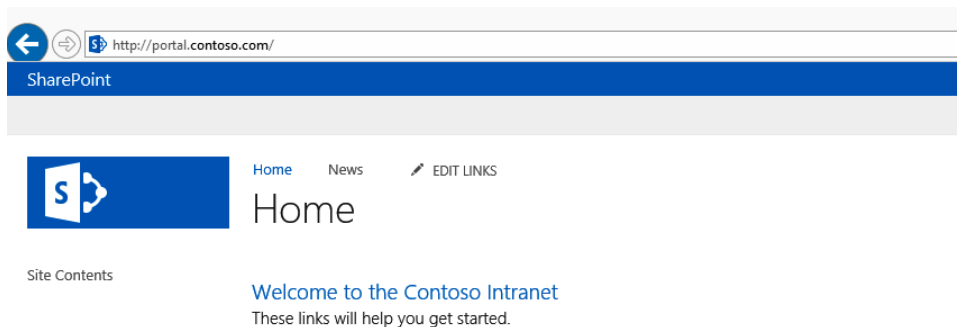 http://portal.contoso.com/
SharePoint
Home News EDIT LINKS
Home
Site Contents
Welcome to the Contoso Intranet
These links will help you get started.